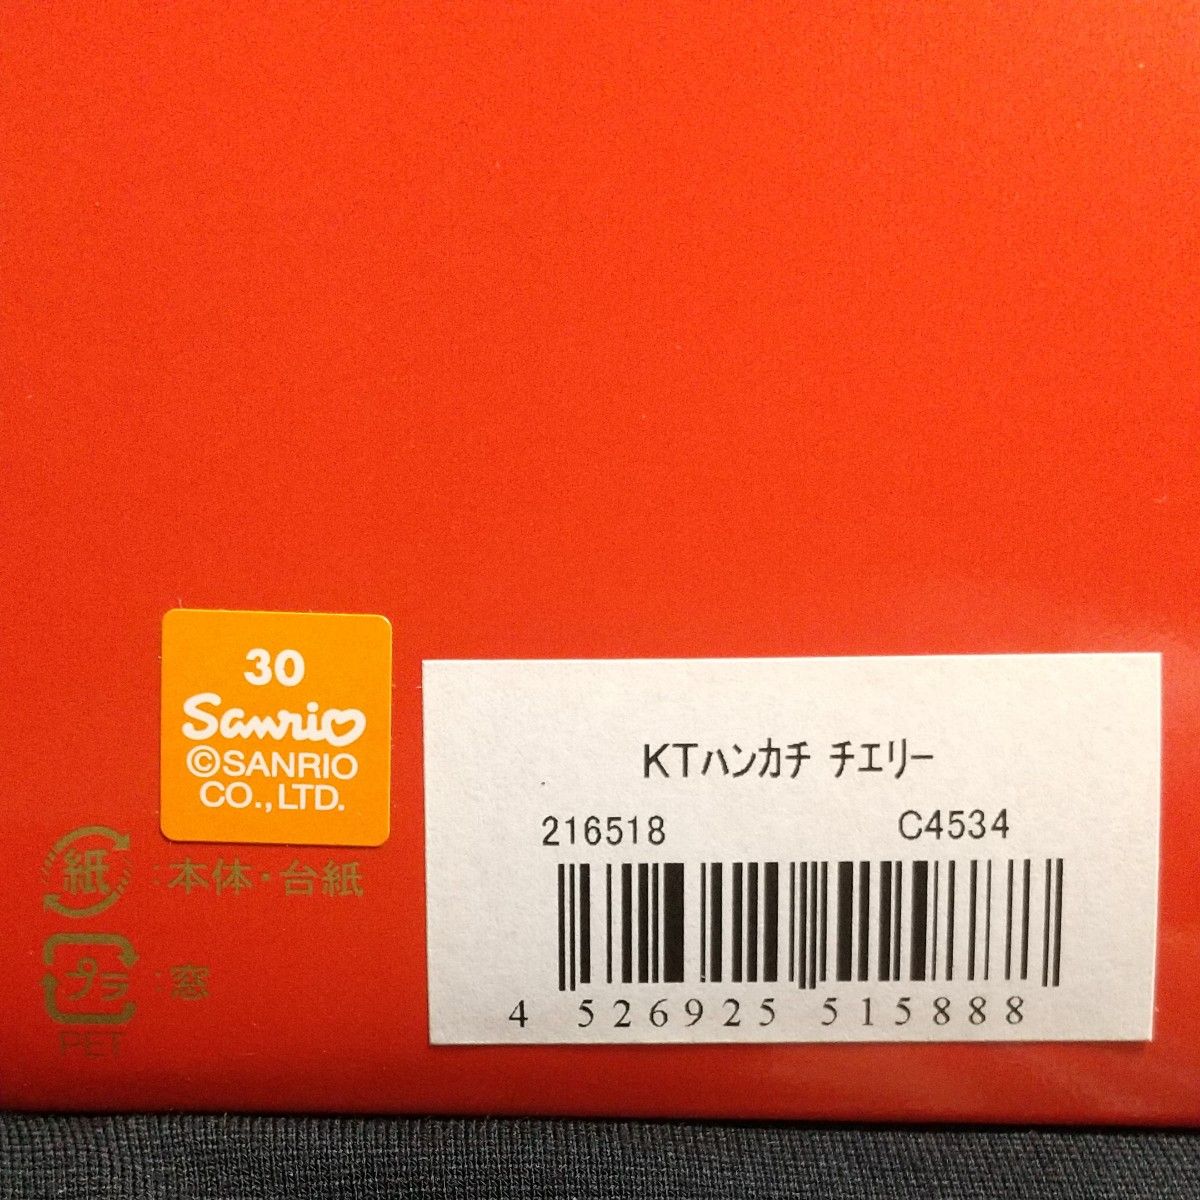 30
Sanrio
©SANRIO
CO.,LTD.
紙:本体・台紙
プラ:窓
PET
KTハンカチ チエリー
216518 C4534
4 526925 515888